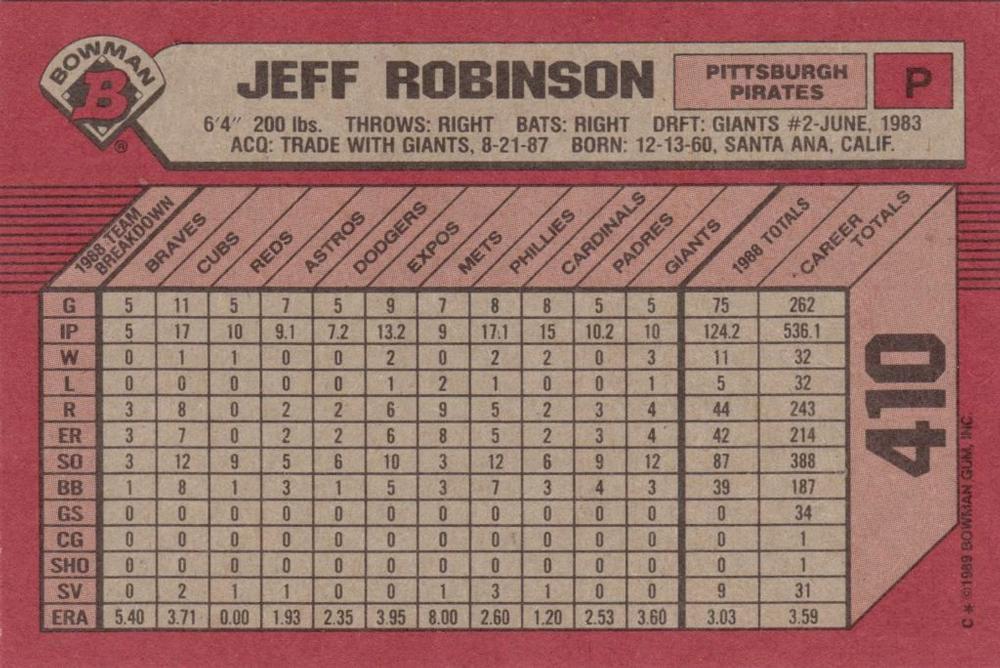 BOWMAN
B
®
JEFF ROBINSON
PITTSBURGH
PIRATES
P
6'4" 200 lbs. THROWS: RIGHT BATS: RIGHT DRFT: GIANTS #2-JUNE, 1983
ACQ: TRADE WITH GIANTS, 8-21-87 BORN: 12-13-60, SANTA ANA, CALIF.
1988 TEAM
BREAKDOWN
BRAVES CUBS REDS ASTROS DODGERS EXPOS METS PHILLIES CARDINALS PADRES GIANTS 1988 TOTALS CAREER TOTALS
G 5 11 5 7 5 9 7 8 8 5 5 75 262
IP 5 17 10 9.1 7.2 13.2 9 17.1 15 10.2 10 124.2 536.1
W 0 1 1 0 0 2 0 2 2 0 3 11 32
L 0 0 0 0 0 1 2 1 0 0 1 5 32
R 3 8 0 2 2 6 9 5 2 3 4 44 243
ER 3 7 0 2 2 6 8 5 2 3 4 42 214
SO 3 12 9 5 6 10 3 12 6 9 12 87 388
BB 1 8 1 3 1 5 3 7 3 4 3 39 187
GS 0 0 0 0 0 0 0 0 0 0 0 0 34
CG 0 0 0 0 0 0 0 0 0 0 0 0 1
SHO 0 0 0 0 0 0 0 0 0 0 0 0 1
SV 0 2 1 1 0 0 1 3 1 0 0 9 31
ERA 5.40 3.71 0.00 1.93 2.35 3.95 8.00 2.60 1.20 2.53 3.60 3.03 3.59
410
C * ©1989 BOWMAN GUM, INC.